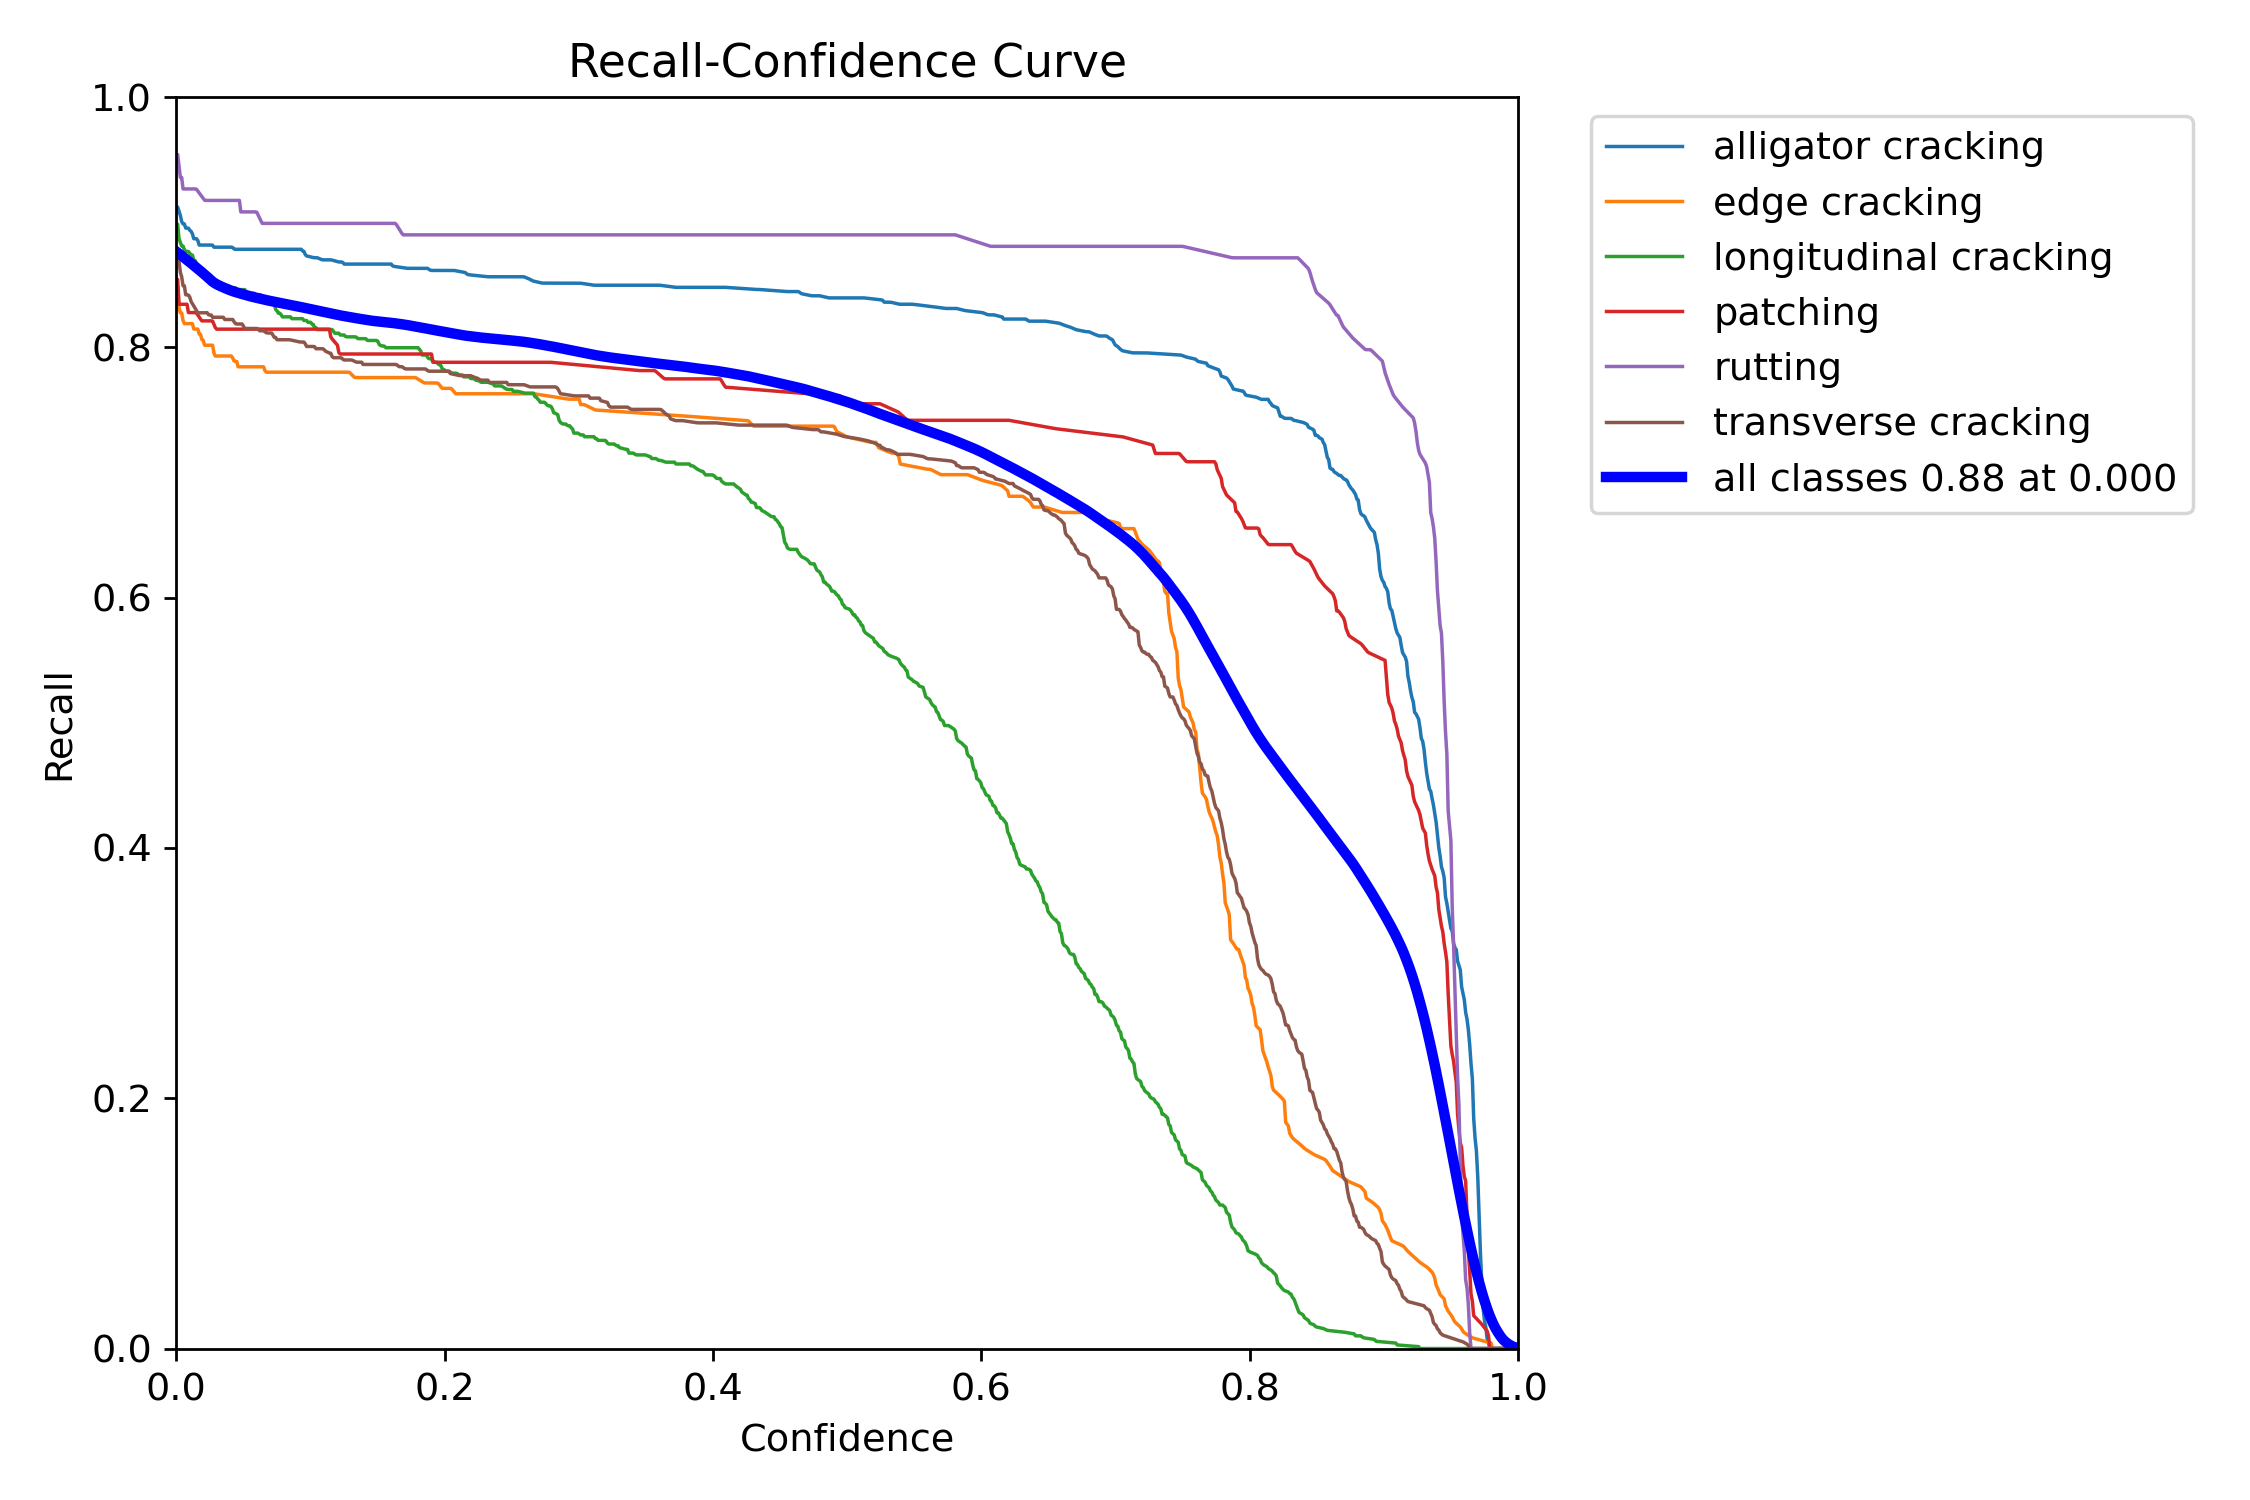 Recall-Confidence Curve
1.0
0.8
0.6
0.4
0.2
0.0
Recall
0.0 0.2 0.4 0.6 0.8 1.0
Confidence
alligator cracking
edge cracking
longitudinal cracking
patching
rutting
transverse cracking
all classes 0.88 at 0.000